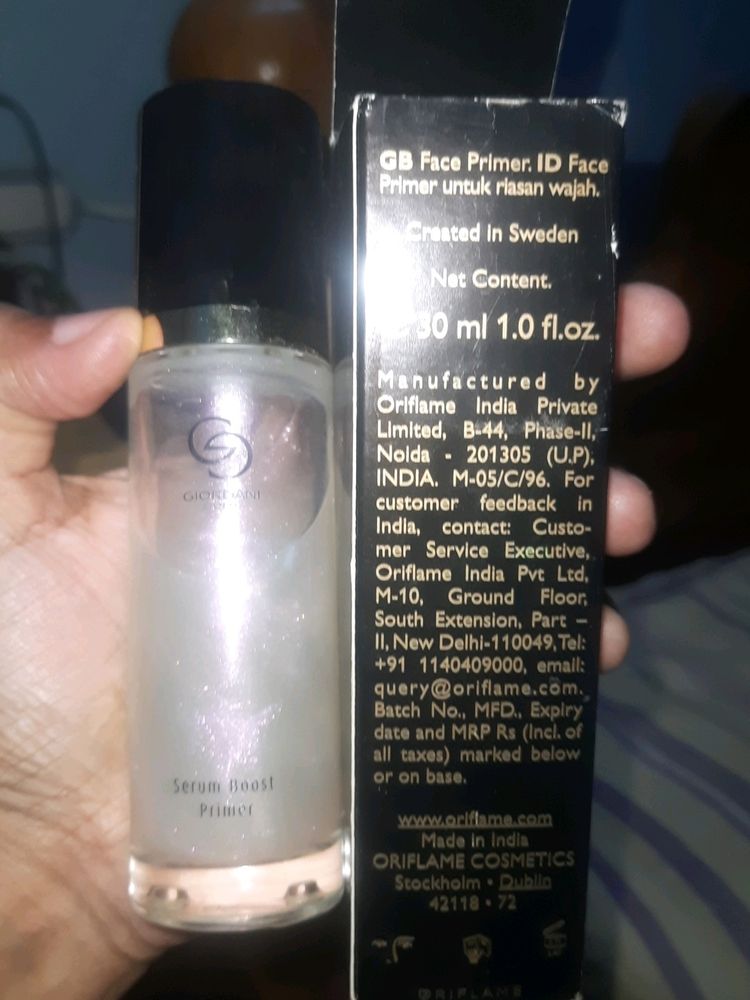 GIORDANI
Serum Boost
Primer
GB Face Primer. ID Face
Primer untuk riasan wajah.
Created in Sweden
Net Content.
30 ml 1.0 fl.oz.
Manufactured by
Oriflame India Private
Limited, B-44, Phase-II,
Noida - 201305 (U.P),
INDIA. M-05/C/96. For
customer feedback in
India, contact: Custo-
mer Service Executive,
Oriflame India Pvt Ltd,
M-10, Ground Floor,
South Extension, Part –
II, New Delhi-110049, Tel:
+91 1140409000, email:
query@oriflame.com.
Batch No., MFD., Expiry
date and MRP Rs (Incl. of
all taxes) marked below
or on base.
www.oriflame.com
Made in India
ORIFLAME COSMETICS
Stockholm • Dublin
42118 • 72
ORIFLAME